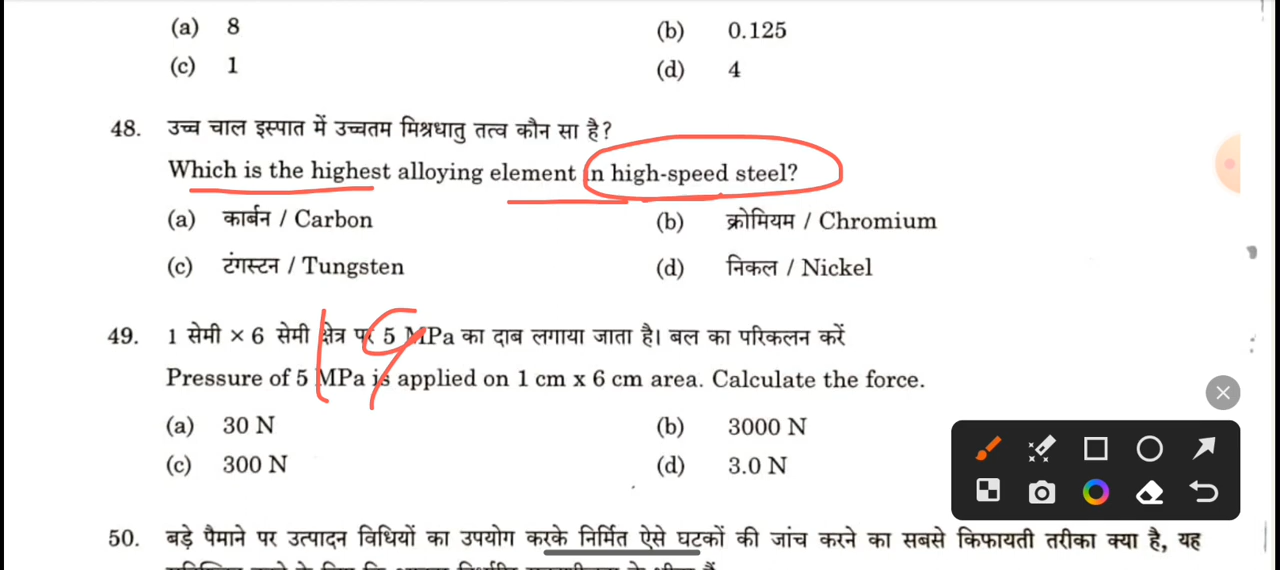 (a) 8 (b) 0.125
(c) 1 (d) 4
48. उच्च चाल इस्पात में उच्चतम मिश्रधातु तत्व कौन सा है?
Which is the highest alloying element in high-speed steel?
(a) कार्बन / Carbon (b) क्रोमियम / Chromium
(c) टंगस्टन / Tungsten (d) निकल / Nickel
49. 1 सेमी × 6 सेमी क्षेत्र पर 5 MPa का दाब लगाया जाता है। बल का परिकलन करें
19
Pressure of 5 MPa is applied on 1 cm x 6 cm area. Calculate the force.
(a) 30 N (b) 3000 N
(c) 300 N (d) 3.0 N
50. बड़े पैमाने पर उत्पादन विधियों का उपयोग करके निर्मित ऐसे घटकों की जांच करने का सबसे किफायती तरीका क्या है, यह